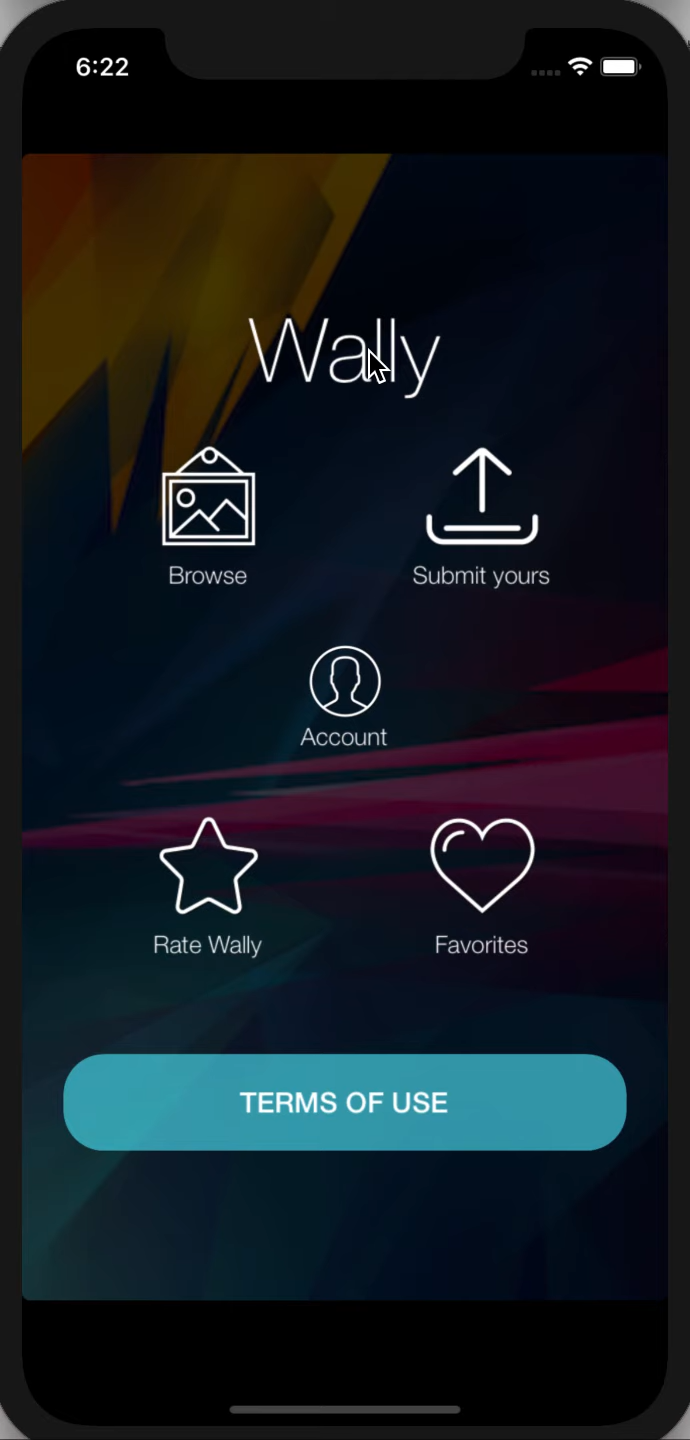 6:22
Wally
Browse
Submit yours
Account
Rate Wally
Favorites
TERMS OF USE